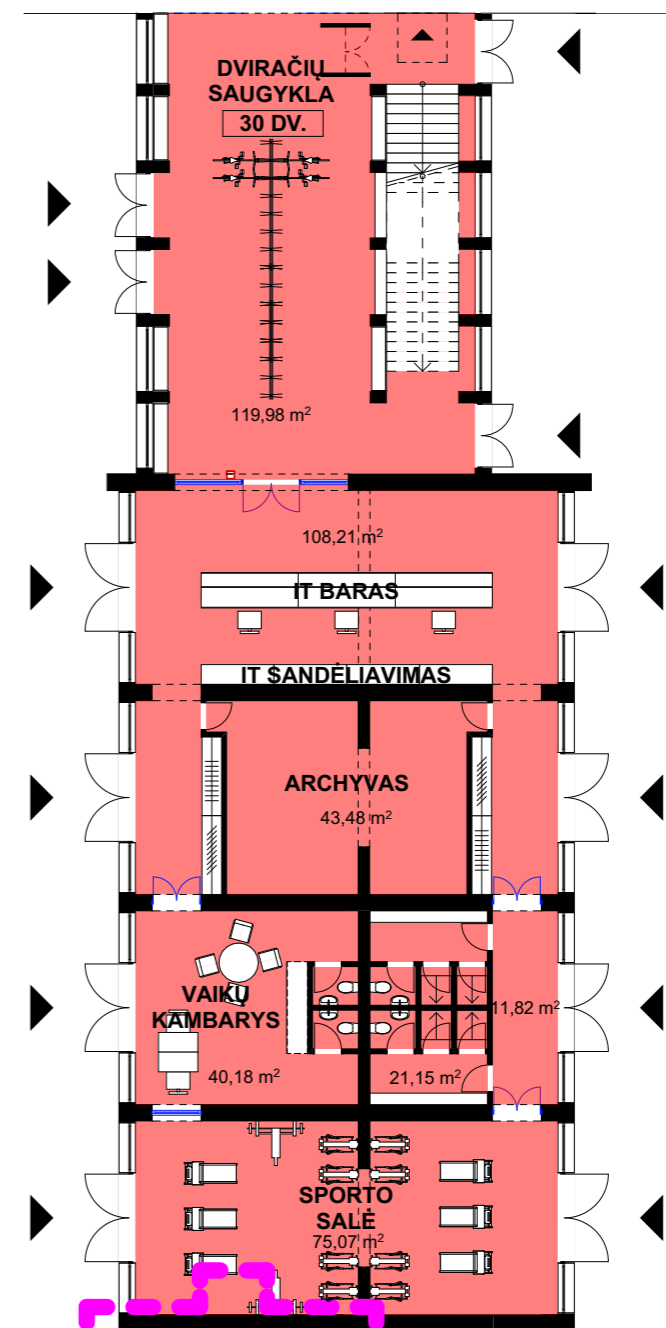 DVIRAČIŲ
SAUGYKLA
30 DV.
119,98 m²
108,21 m²
IT BARAS
IT SANDĖLIAVIMAS
ARCHYVAS
43,48 m²
VAIKŲ
KAMBARYS
11,82 m²
40,18 m²
21,15 m²
SPORTO
SALĖ
75,07 m²